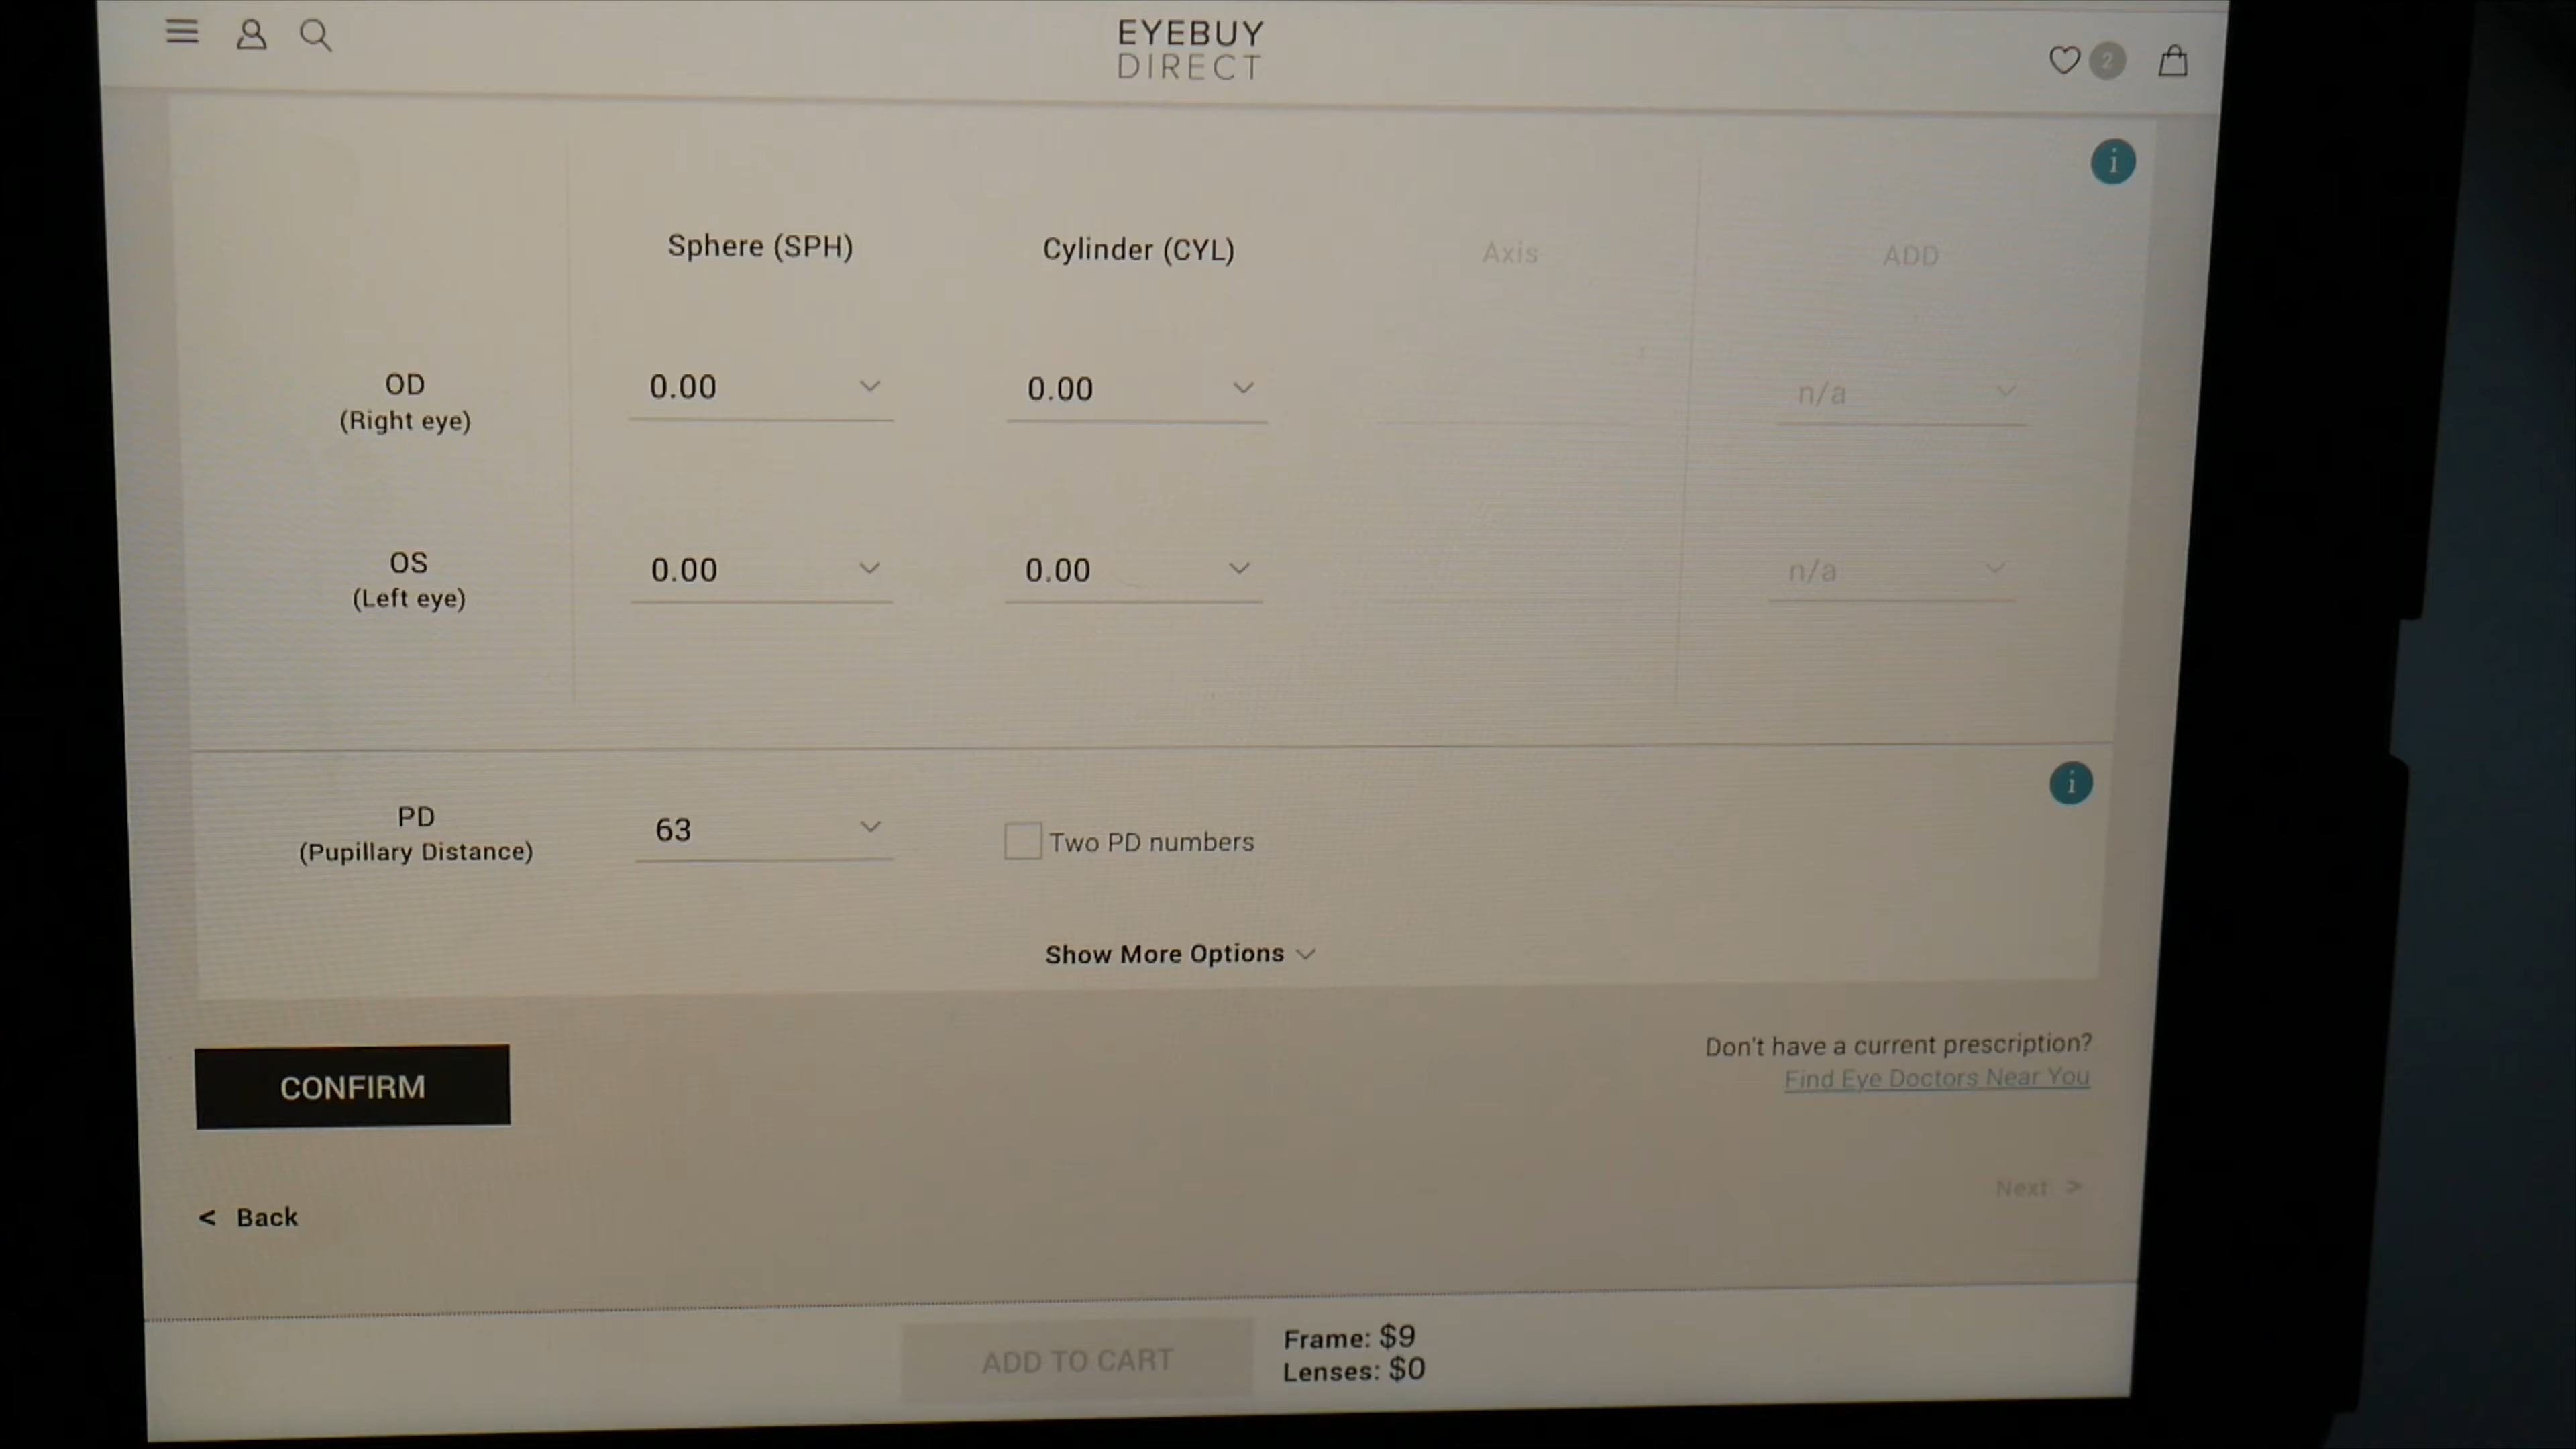 EYEBUY
DIRECT
2
i
Sphere (SPH)
Cylinder (CYL)
Axis
ADD
OD
(Right eye)
0.00
0.00
n/a
OS
(Left eye)
0.00
0.00
n/a
i
PD
(Pupillary Distance)
63
Two PD numbers
Show More Options
CONFIRM
Don't have a current prescription?
Find Eye Doctors Near You
Next >
< Back
ADD TO CART
Frame: $9
Lenses: $0